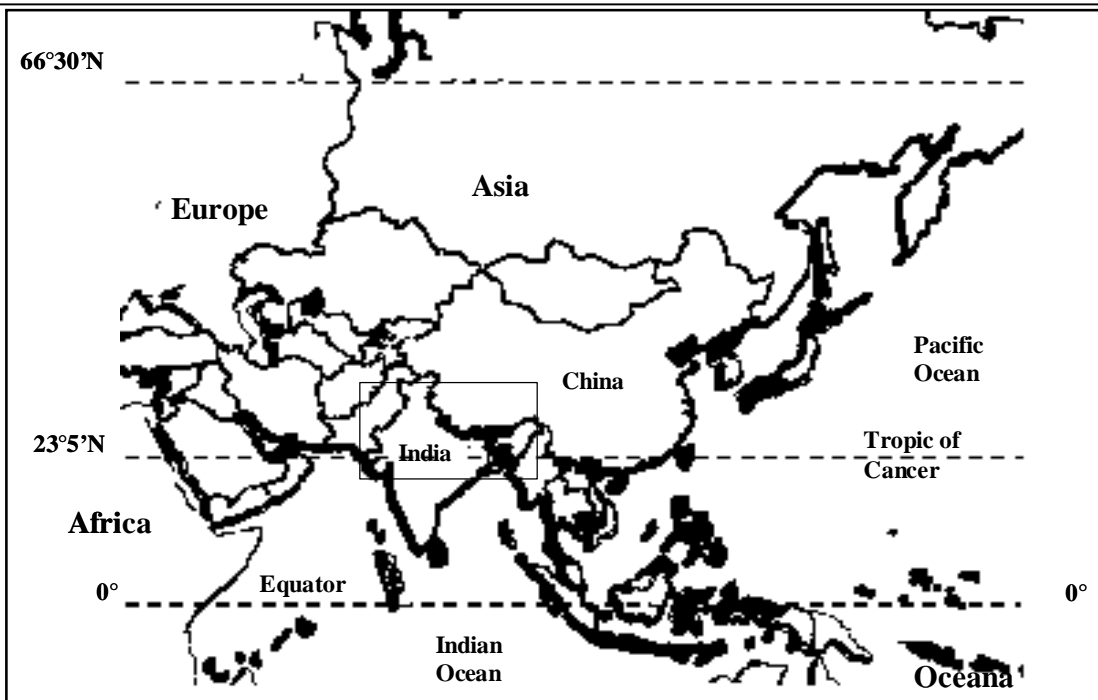 66°30’N
Asia
Europe
Pacific
Ocean
China
23°5’N
India
Tropic of
Cancer
Africa
Equator
0°
0°
Indian
Ocean
Oceana